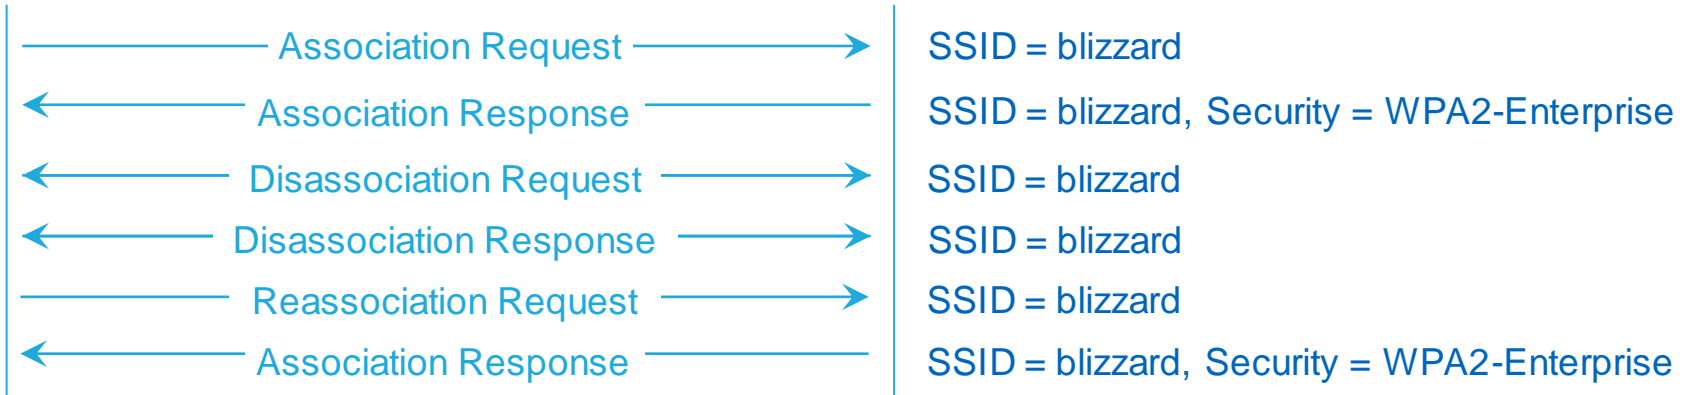 Association Request SSID = blizzard
Association Response SSID = blizzard, Security = WPA2-Enterprise
Disassociation Request SSID = blizzard
Disassociation Response SSID = blizzard
Reassociation Request SSID = blizzard
Association Response SSID = blizzard, Security = WPA2-Enterprise